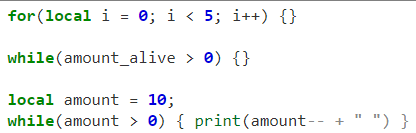 for(local i = 0; i < 5; i++) {}
while(amount_alive > 0) {}
local amount = 10;
while(amount > 0) { print(amount-- + " ") }